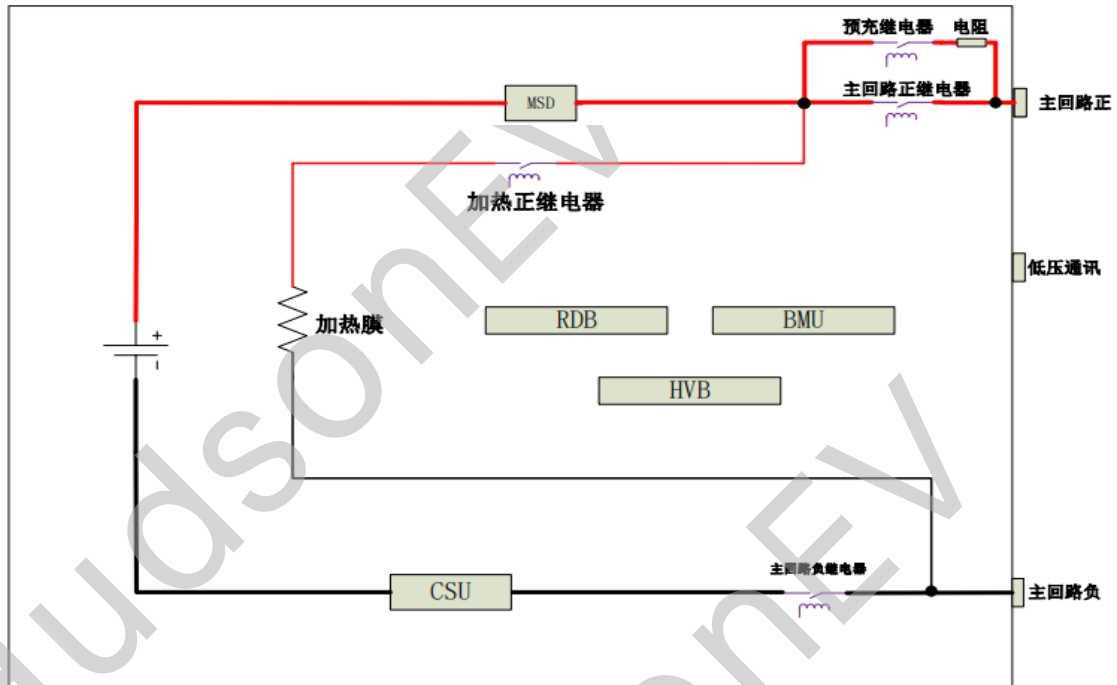 预充继电器
电阻
MSD
主回路正继电器
主回路正
加热正继电器
低压通讯
加热膜
RDB
BMU
+
HVB
主回路负继电器
CSU
主回路负
udsonEV
onEV